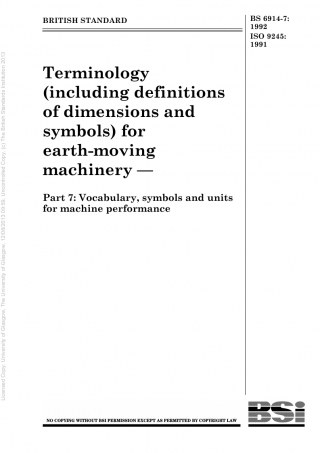 BRITISH STANDARD
BS 6914-7:
1992
ISO 9245:
1991
Terminology
(including definitions
of dimensions and
symbols) for
earth-moving
machinery —
Part 7: Vocabulary, symbols and units
for machine performance
NO COPYING WITHOUT BSI PERMISSION EXCEPT AS PERMITTED BY COPYRIGHT LAW
BSi
Licensed Copy: University of Glasgow, The University of Glasgow,
Uncontrolled Copy, (c) The British Standards Institution 2013